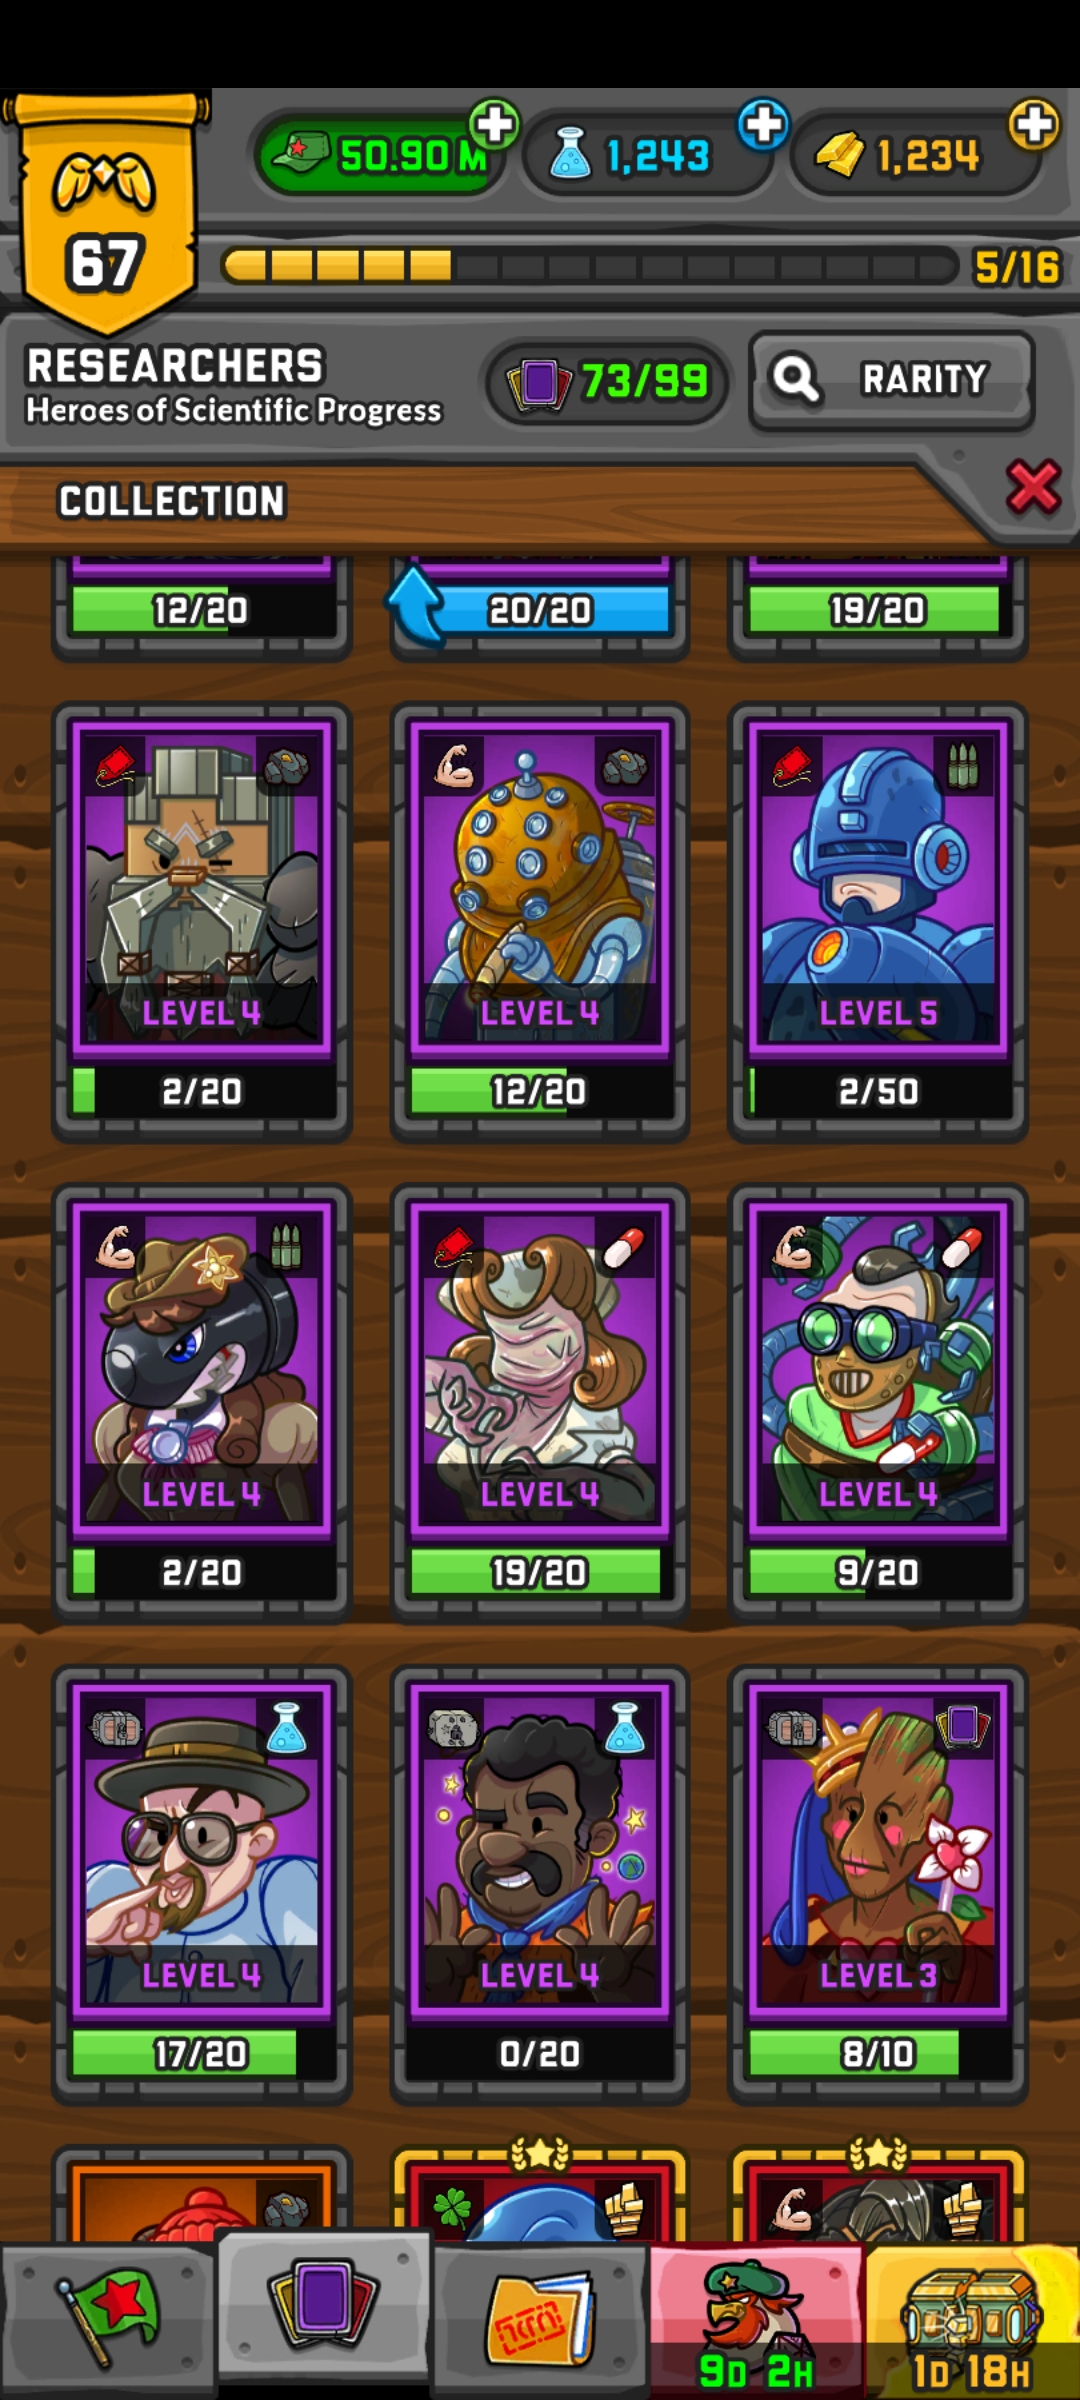 50.90 M
1,243
1,234
67
5/16
RESEARCHERS
Heroes of Scientific Progress
73/99
RARITY
COLLECTION
12/20
20/20
19/20
LEVEL 4
LEVEL 4
LEVEL 5
2/20
12/20
2/50
LEVEL 4
LEVEL 4
LEVEL 4
2/20
19/20
9/20
LEVEL 4
LEVEL 4
LEVEL 3
17/20
0/20
8/10
9D 2H
1D 18H